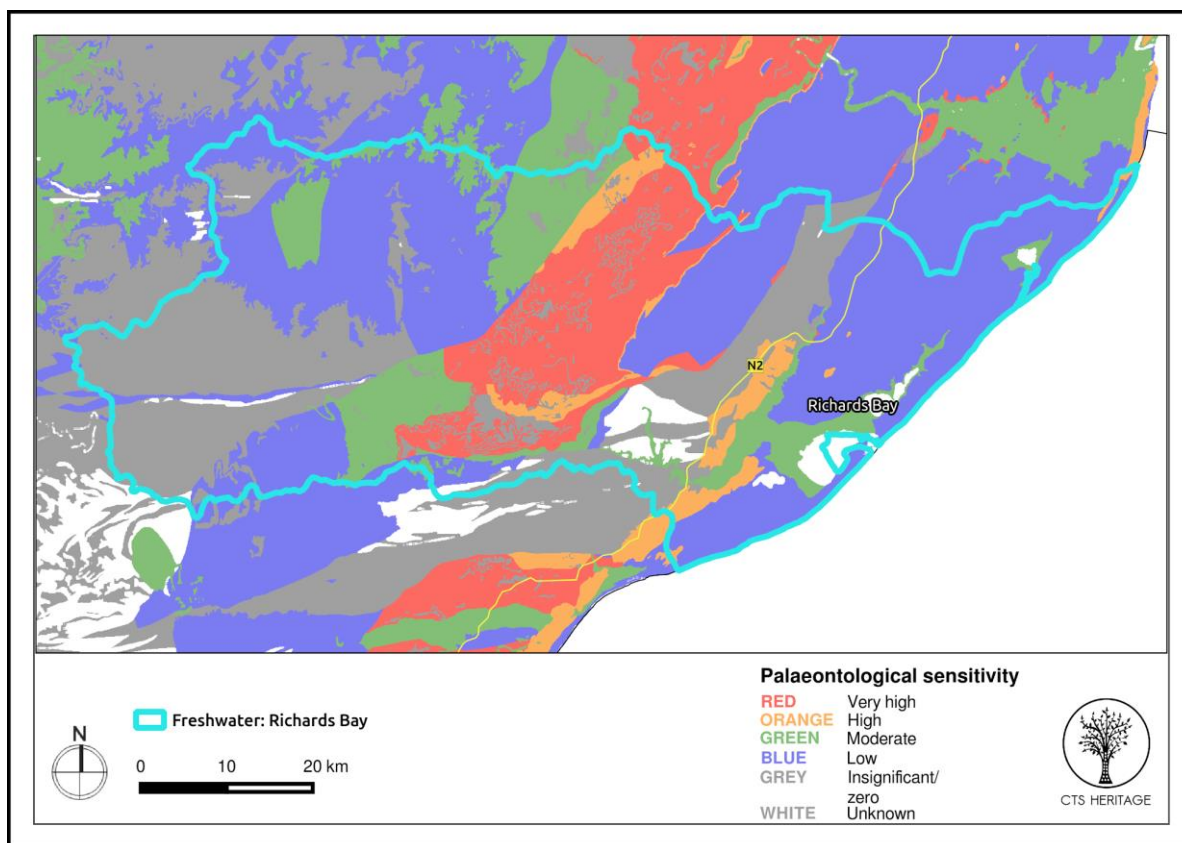 N2
Richards Bay
Palaeontological sensitivity
RED Very high
ORANGE High
GREEN Moderate
BLUE Low
GREY Insignificant/
zero
WHITE Unknown
Freshwater: Richards Bay
N
0 10 20 km
CTS HERITAGE